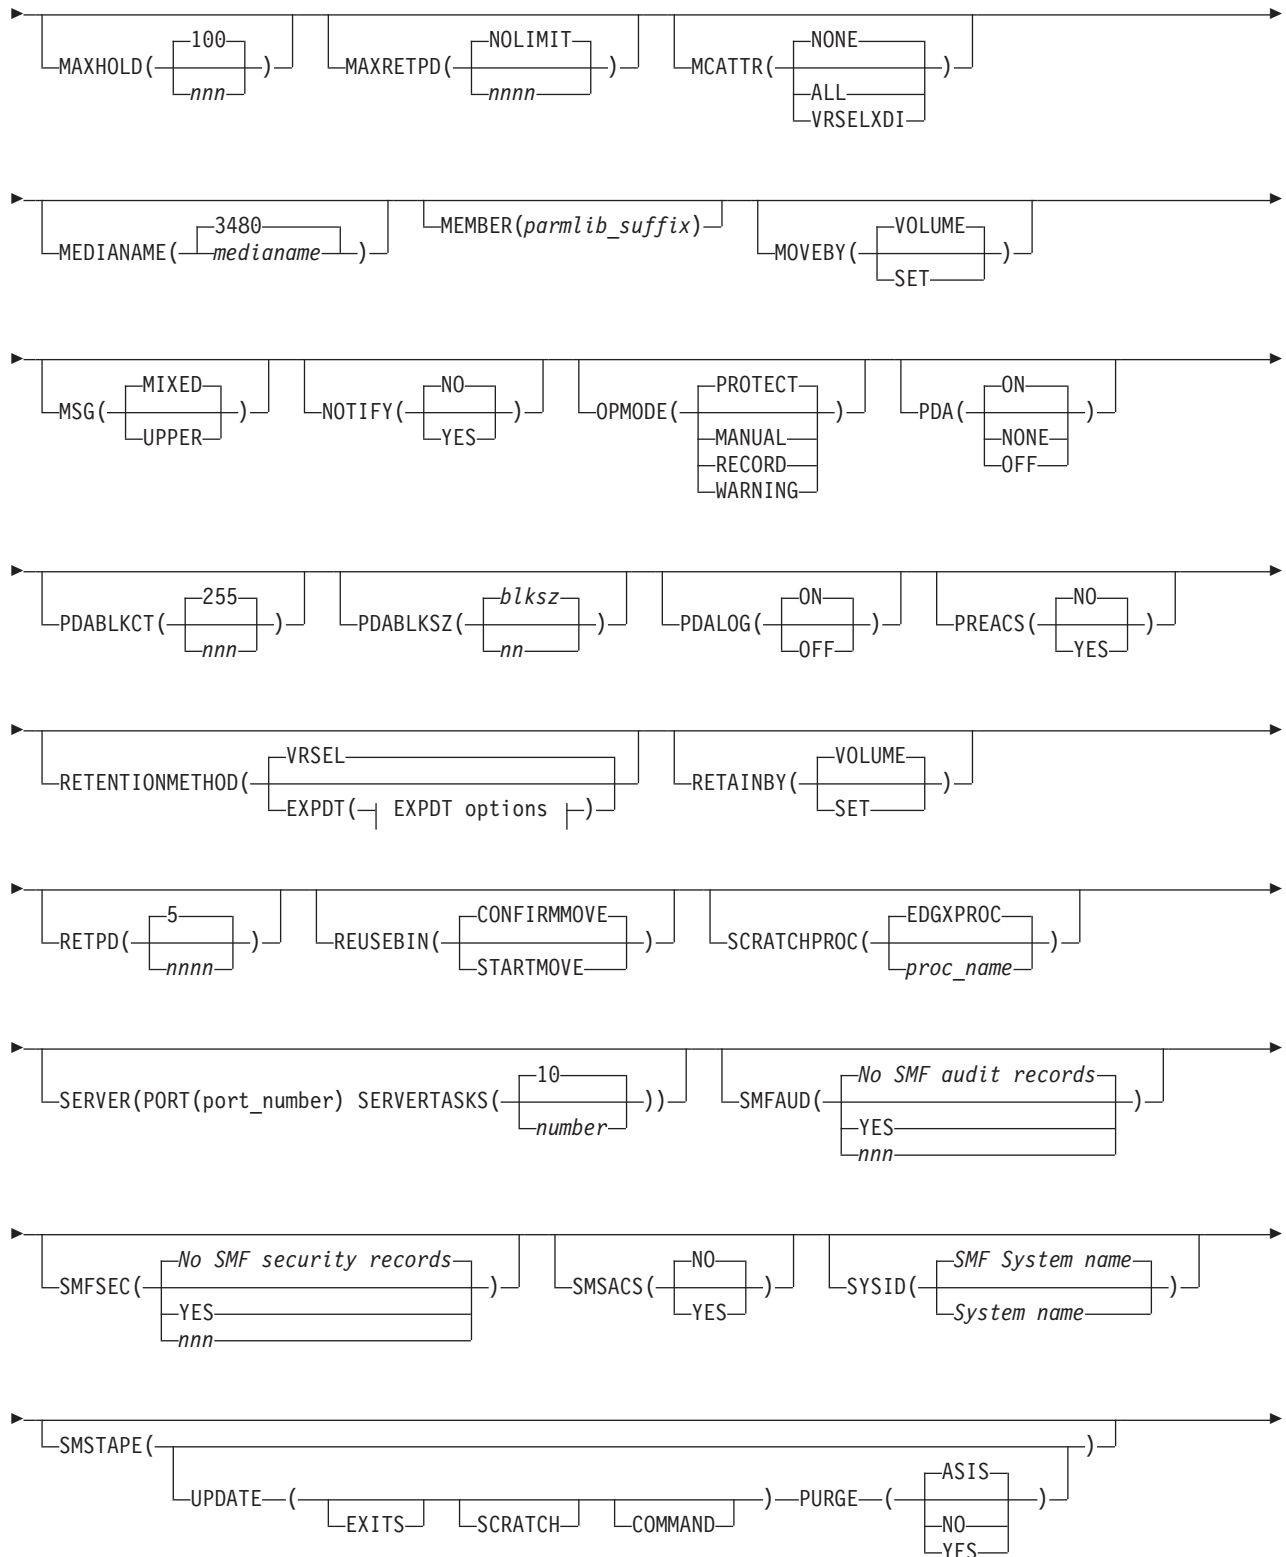 100
MAXHOLD( nnn )
NOLIMIT
MAXRETPD( nnnn )
NONE
MCATTR( )
ALL
VRSELXDI
3480
MEDIANAME( medianame )
MEMBER(parmlib_suffix)
VOLUME
MOVEBY( )
SET
MIXED
MSG( )
UPPER
NO
NOTIFY( )
YES
PROTECT
OPMODE( )
MANUAL
RECORD
WARNING
ON
PDA( )
NONE
OFF
255
PDABLKCT( )
nnn
blksz
PDABLKSZ( )
nn
ON
PDALOG( )
OFF
NO
PREACS( )
YES
VRSEL
RETENTIONMETHOD( )
EXPDT( EXPDT options )
VOLUME
RETAINBY( )
SET
5
RETPD( )
nnnn
CONFIRMMOVE
REUSEBIN( )
STARTMOVE
EDGXPROC
SCRATCHPROC( )
proc_name
10
SERVER(PORT(port_number) SERVERTASKS( ))
number
No SMF audit records
SMFAUD( )
YES
nnn
No SMF security records
SMFSEC( )
YES
nnn
NO
SMSACS( )
YES
SMF System name
SYSID( )
System name
SMSTAPE( )
ASIS
UPDATE ( ) PURGE ( )
EXITS SCRATCH COMMAND NO
YES